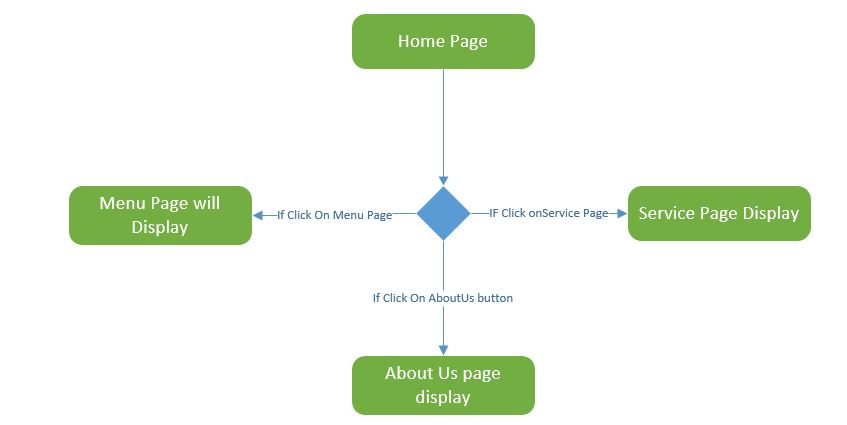 Home Page
Menu Page will
Display
If Click On Menu Page
IF Click onService Page
Service Page Display
If Click On AboutUs button
About Us page
display